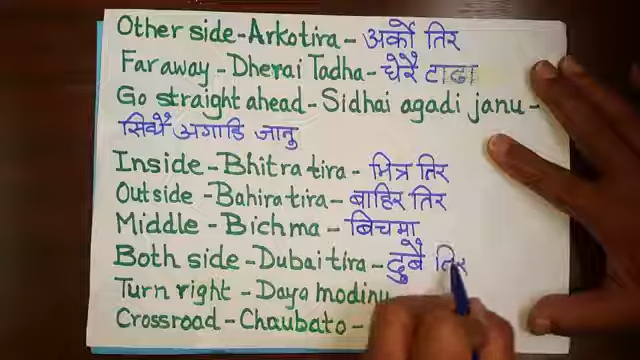 Other side - Arkotira - अर्को तिर
Faraway - Dherai Tadha - धेरै टाढा
Go straight ahead - Sidhai agadi janu -
सिधैँ अगाडि जानु
Inside - Bhitra tira - भित्र तिर
Outside - Bahira tira - बाहिर तिर
Middle - Bichma - बिचमा
Both side - Dubai tira - दुबै तिर
Turn right - Daya modinu
Crossroad - Chaubato -